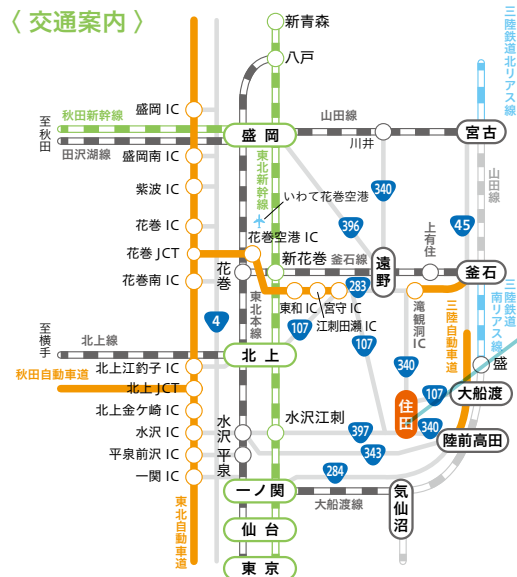 〈 交通案内 〉
新青森
八戸
三陸鉄道北リアス線
盛岡 IC
秋田新幹線
至秋田
田沢湖線
盛岡
山田線
川井
宮古
盛岡南 IC
東北新幹線
紫波 IC
いわて花巻空港
340
山田線
396
45
花巻 IC
花巻空港 IC
上有住
遠野
花巻 JCT
新花巻
釜石線
釜石
花巻
花巻南 IC
283
東和 IC
宮守 IC
江刺田瀬 IC
滝観洞IC
三陸自動車道
三陸鉄道
南リアス線
4
東北本線
107
107
至横手
北上線
北上
盛
340
北上江釣子 IC
秋田自動車道
北上 JCT
107
大船渡
住田
北上金ケ崎 IC
水沢
水沢江刺
397
340
陸前高田
水沢 IC
343
平泉前沢 IC
平泉
284
一関 IC
一ノ関
大船渡線
気仙沼
東北自動車道
仙台
東京